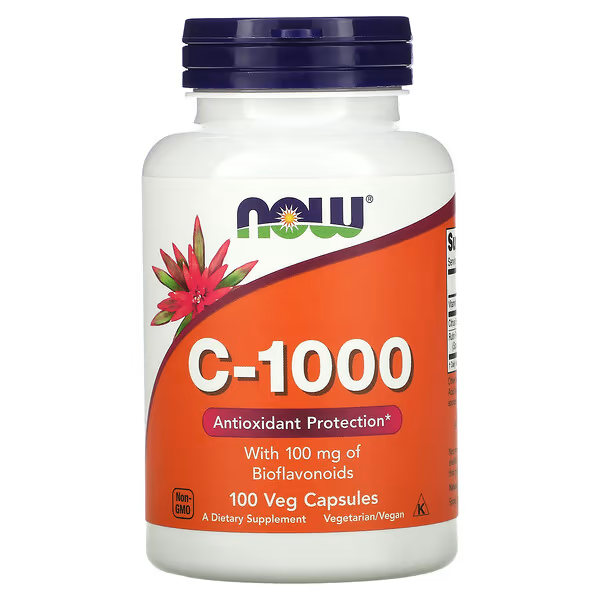 NOW®
C-1000
Antioxidant Protection*
With 100 mg of
Bioflavonoids
100 Veg Capsules
Non-
GMO
A Dietary Supplement Vegetarian/Vegan
K